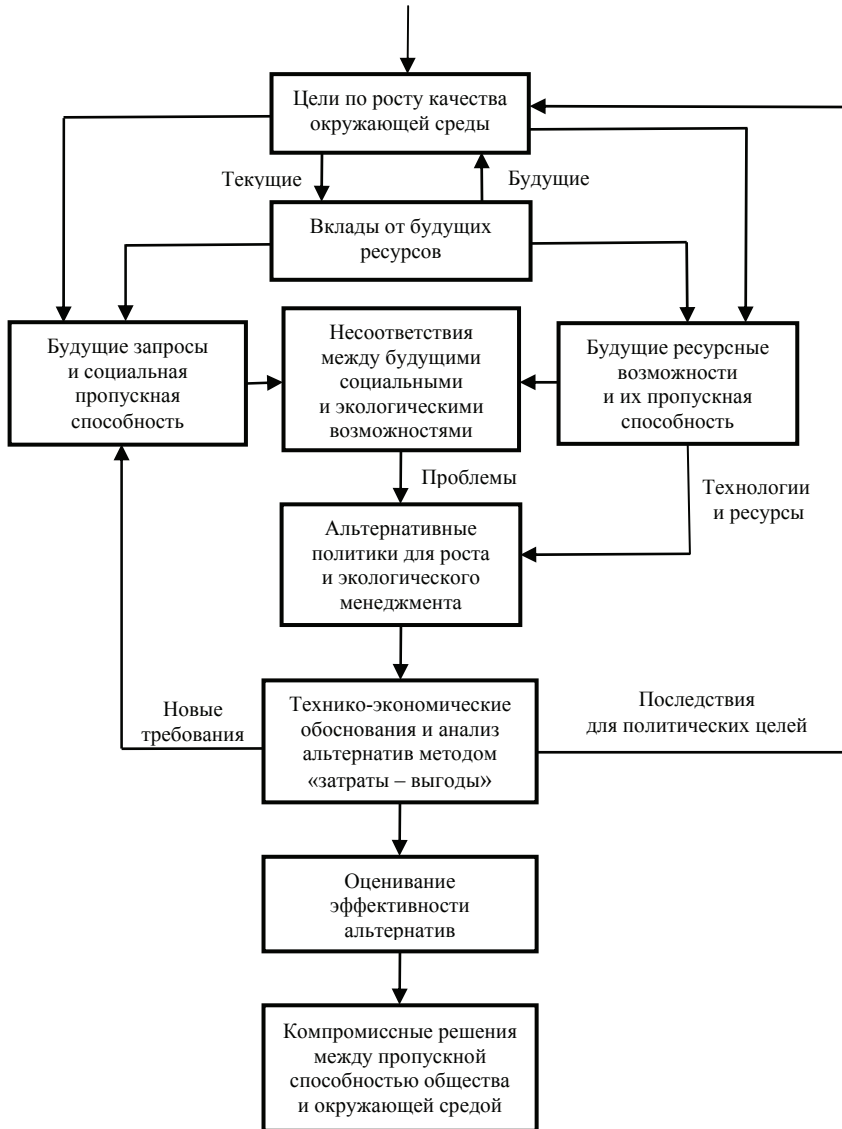 Цели по росту качества
окружающей среды
Текущие
Будущие
Вклады от будущих
ресурсов
Будущие запросы
и социальная
пропускная
способность
Несоответствия
между будущими
социальными
и экологическими
возможностями
Будущие ресурсные
возможности
и их пропускная
способность
Проблемы
Технологии
и ресурсы
Альтернативные
политики для роста
и экологического
менеджмента
Новые
требования
Технико-экономические
обоснования и анализ
альтернатив методом
«затраты – выгоды»
Последствия
для политических целей
Оценивание
эффективности
альтернатив
Компромиссные решения
между пропускной
способностью общества
и окружающей средой